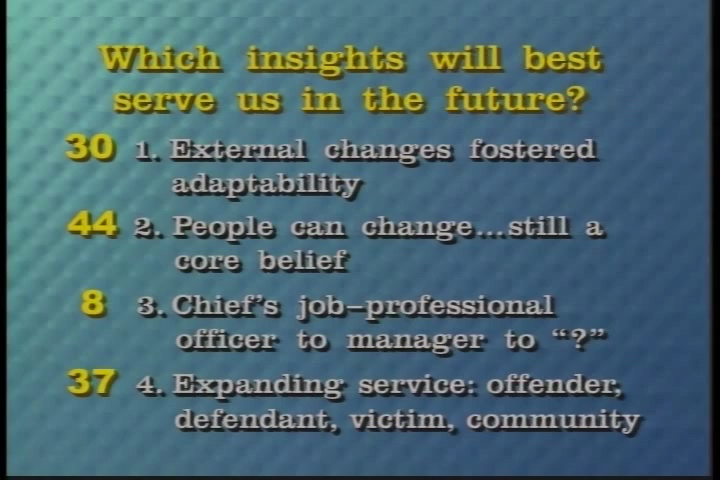 Which insights will best
serve us in the future?
30 1. External changes fostered
adaptability
44 2. People can change...still a
core belief
8 3. Chief's job–professional
officer to manager to “?”
37 4. Expanding service: offender,
defendant, victim, community